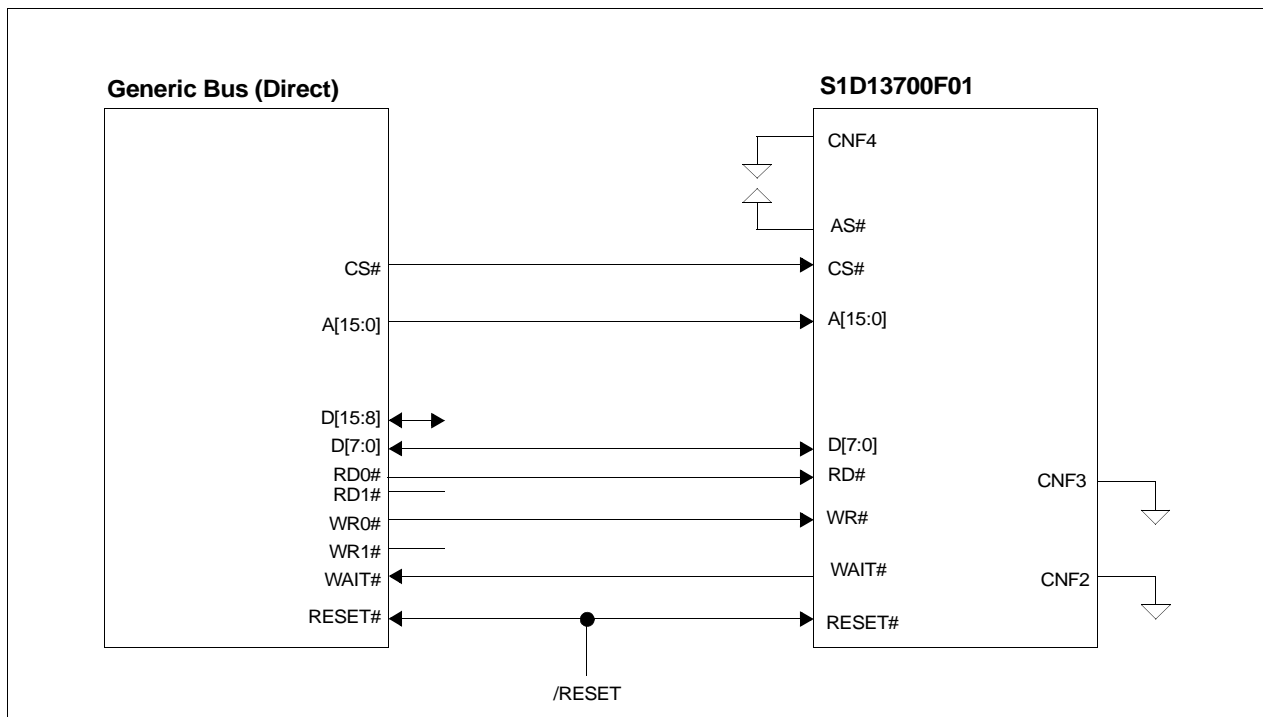 Generic Bus (Direct)
CS#
A[15:0]
D[15:8]
D[7:0]
RD0#
RD1#
WR0#
WR1#
WAIT#
RESET#
/RESET
S1D13700F01
CNF4
AS#
CS#
A[15:0]
D[7:0]
RD#
WR#
WAIT#
RESET#
CNF3
CNF2